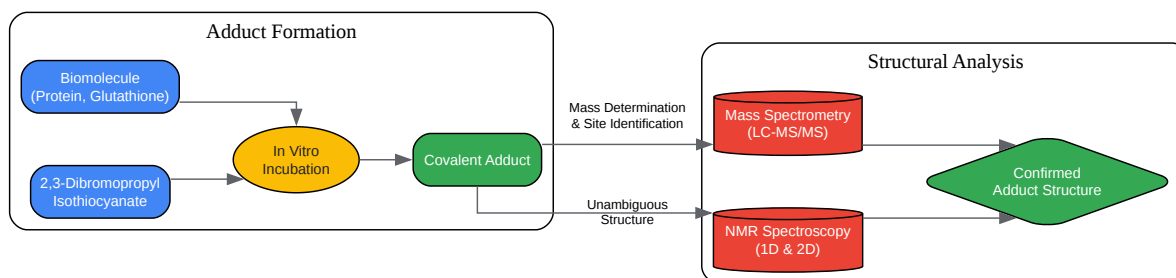 Adduct Formation
Biomolecule
(Protein, Glutathione)
2,3-Dibromopropyl
Isothiocyanate
In Vitro
Incubation
Covalent Adduct
Mass Determination
& Site Identification
Unambiguous
Structure
Structural Analysis
Mass Spectrometry
(LC-MS/MS)
NMR Spectroscopy
(1D & 2D)
Confirmed
Adduct Structure